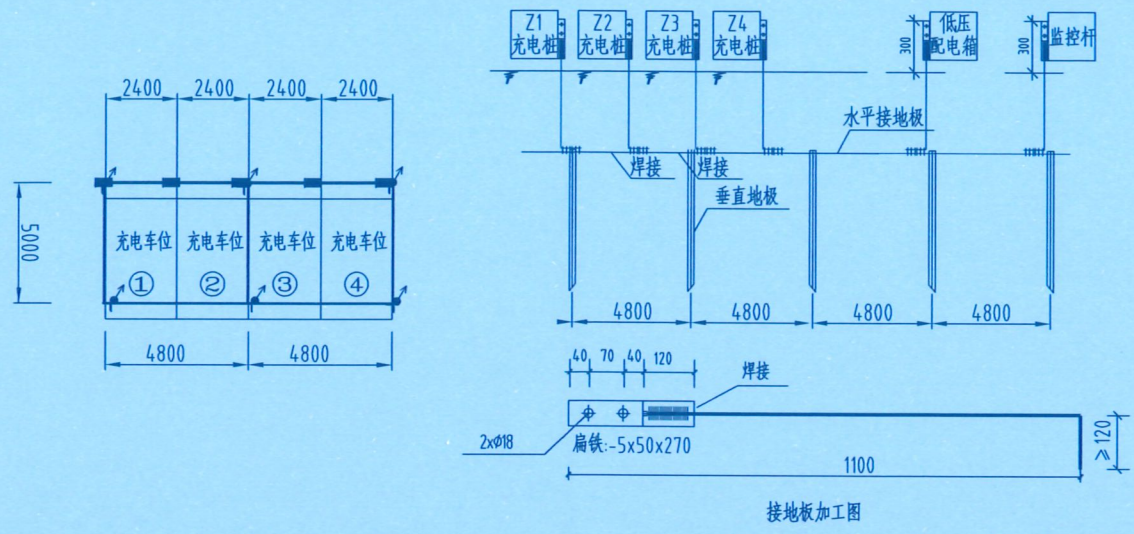 2400
2400
2400
2400
5000
充电车位
充电车位
充电车位
充电车位
①
②
③
④
4800
4800
Z1
充电桩
Z2
充电桩
Z3
充电桩
Z4
充电桩
300
低压
配电箱
300
监控杆
水平接地极
焊接
焊接
垂直地极
4800
4800
4800
4800
40
70
40
120
焊接
2xφ18
扁铁:-5x50x270
1100
≥120
接地板加工图